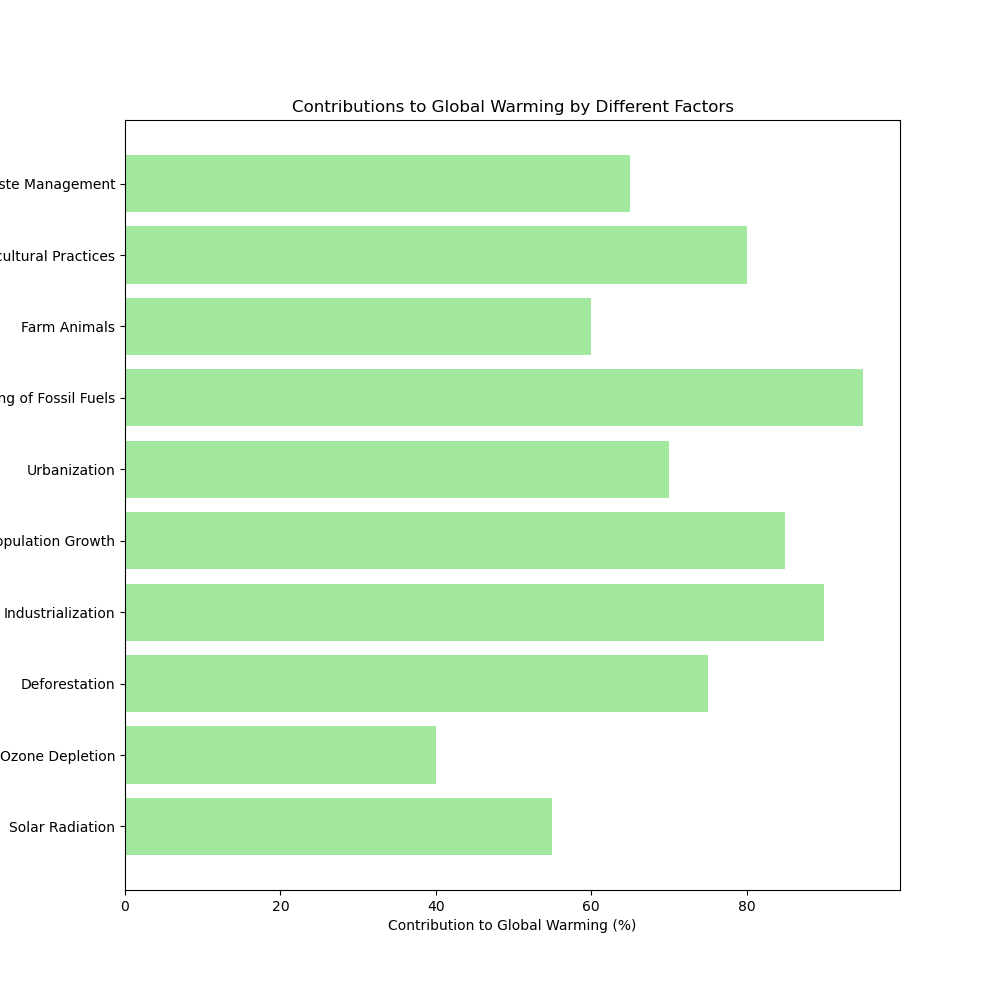 Contributions to Global Warming by Different Factors
ste Management
cultural Practices
Farm Animals
ng of Fossil Fuels
Urbanization
opulation Growth
Industrialization
Deforestation
Ozone Depletion
Solar Radiation
0 20 40 60 80
Contribution to Global Warming (%)